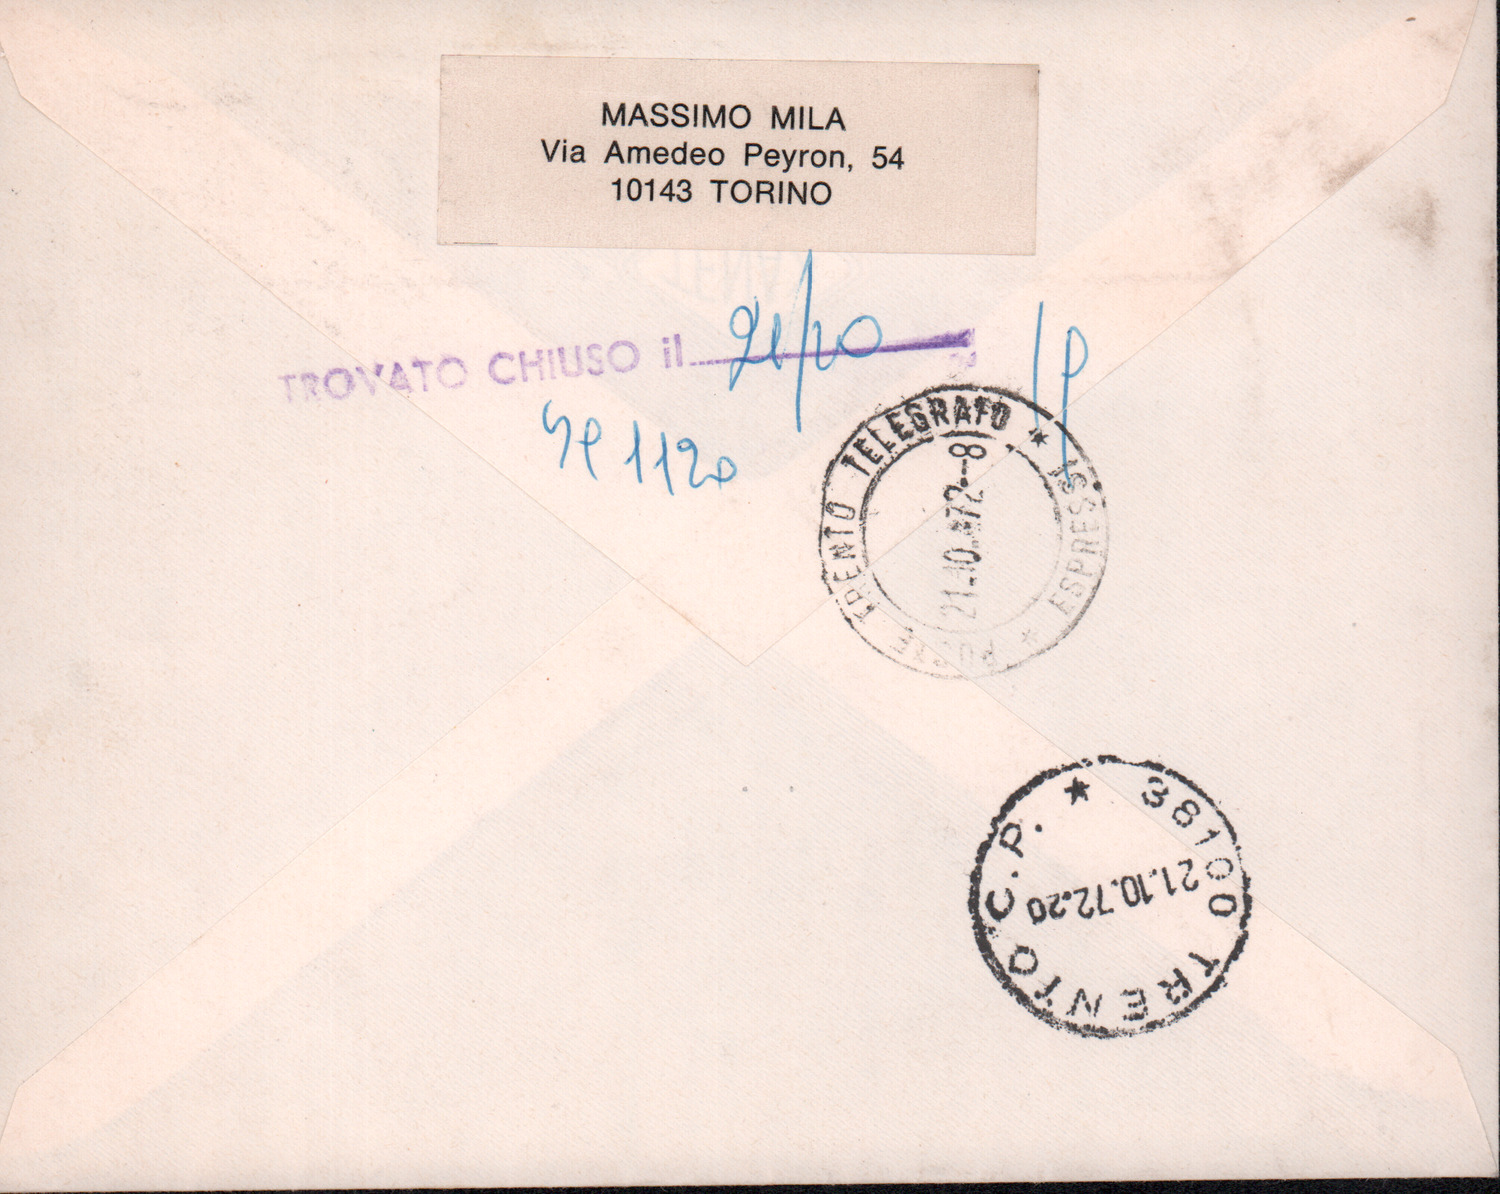 MASSIMO MILA
Via Amedeo Peyron, 54
10143 TORINO
TROVATO CHIUSO il 21/10
1120
POSTE TRENTO TELEGRAFO * ESPRESSI *
21.10.72-8
38100 TRENTO C.P. *
21.10.72.20